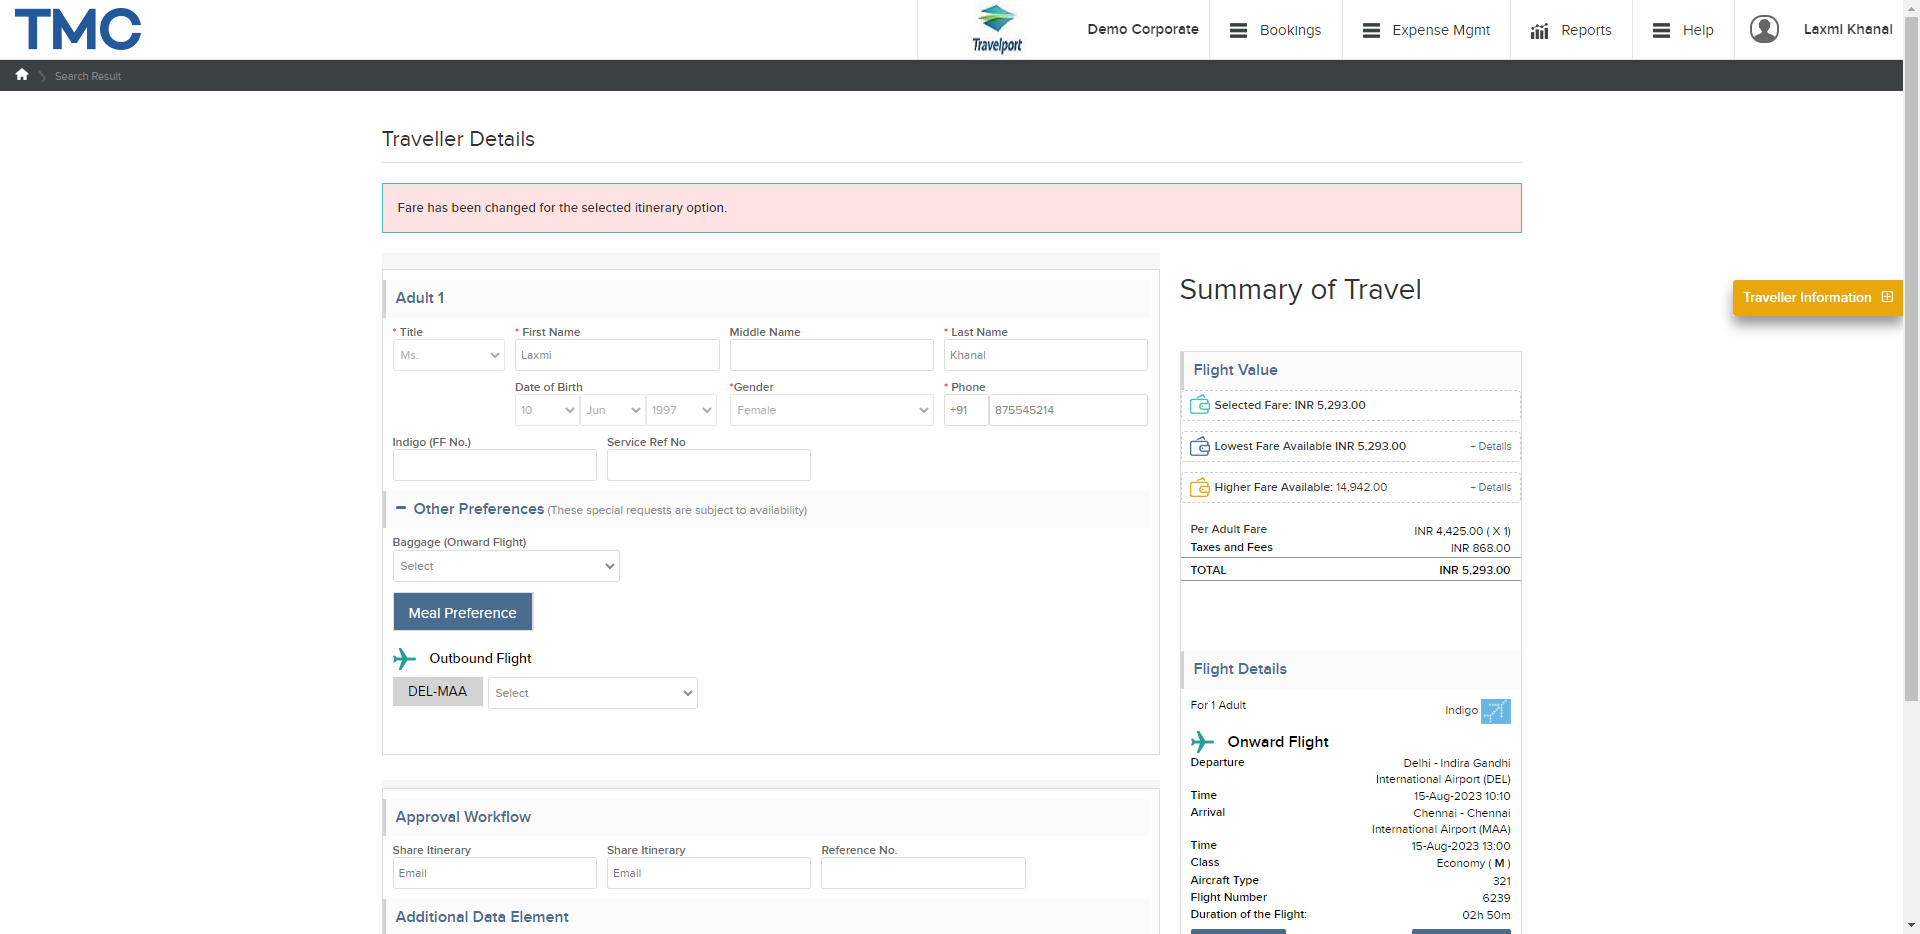 TMC
Travelport
Demo Corporate
Bookings
Expense Mgmt
Reports
Help
Laxmi Khanal
Search Result
Traveller Details
Fare has been changed for the selected itinerary option.
Adult 1
* Title
* First Name
Middle Name
* Last Name
Ms.
Laxmi
Khanal
Date of Birth
*Gender
* Phone
10
Jun
1997
Female
+91
875545214
Indigo (FF No.)
Service Ref No
Other Preferences (These special requests are subject to availability)
Baggage (Onward Flight)
Select
Meal Preference
Outbound Flight
DEL-MAA
Select
Approval Workflow
Share Itinerary
Share Itinerary
Reference No.
Email
Email
Additional Data Element
Summary of Travel
Traveller Information
Flight Value
Selected Fare: INR 5,293.00
Lowest Fare Available INR 5,293.00
- Details
Higher Fare Available: 14,942.00
- Details
Per Adult Fare
INR 4,425.00 ( X 1)
Taxes and Fees
INR 868.00
TOTAL
INR 5,293.00
Flight Details
For 1 Adult
Indigo
Onward Flight
Departure
Delhi - Indira Gandhi
International Airport (DEL)
Time
15-Aug-2023 10:10
Arrival
Chennai - Chennai
International Airport (MAA)
Time
15-Aug-2023 13:00
Class
Economy ( M )
Aircraft Type
321
Flight Number
6239
Duration of the Flight:
02h 50m